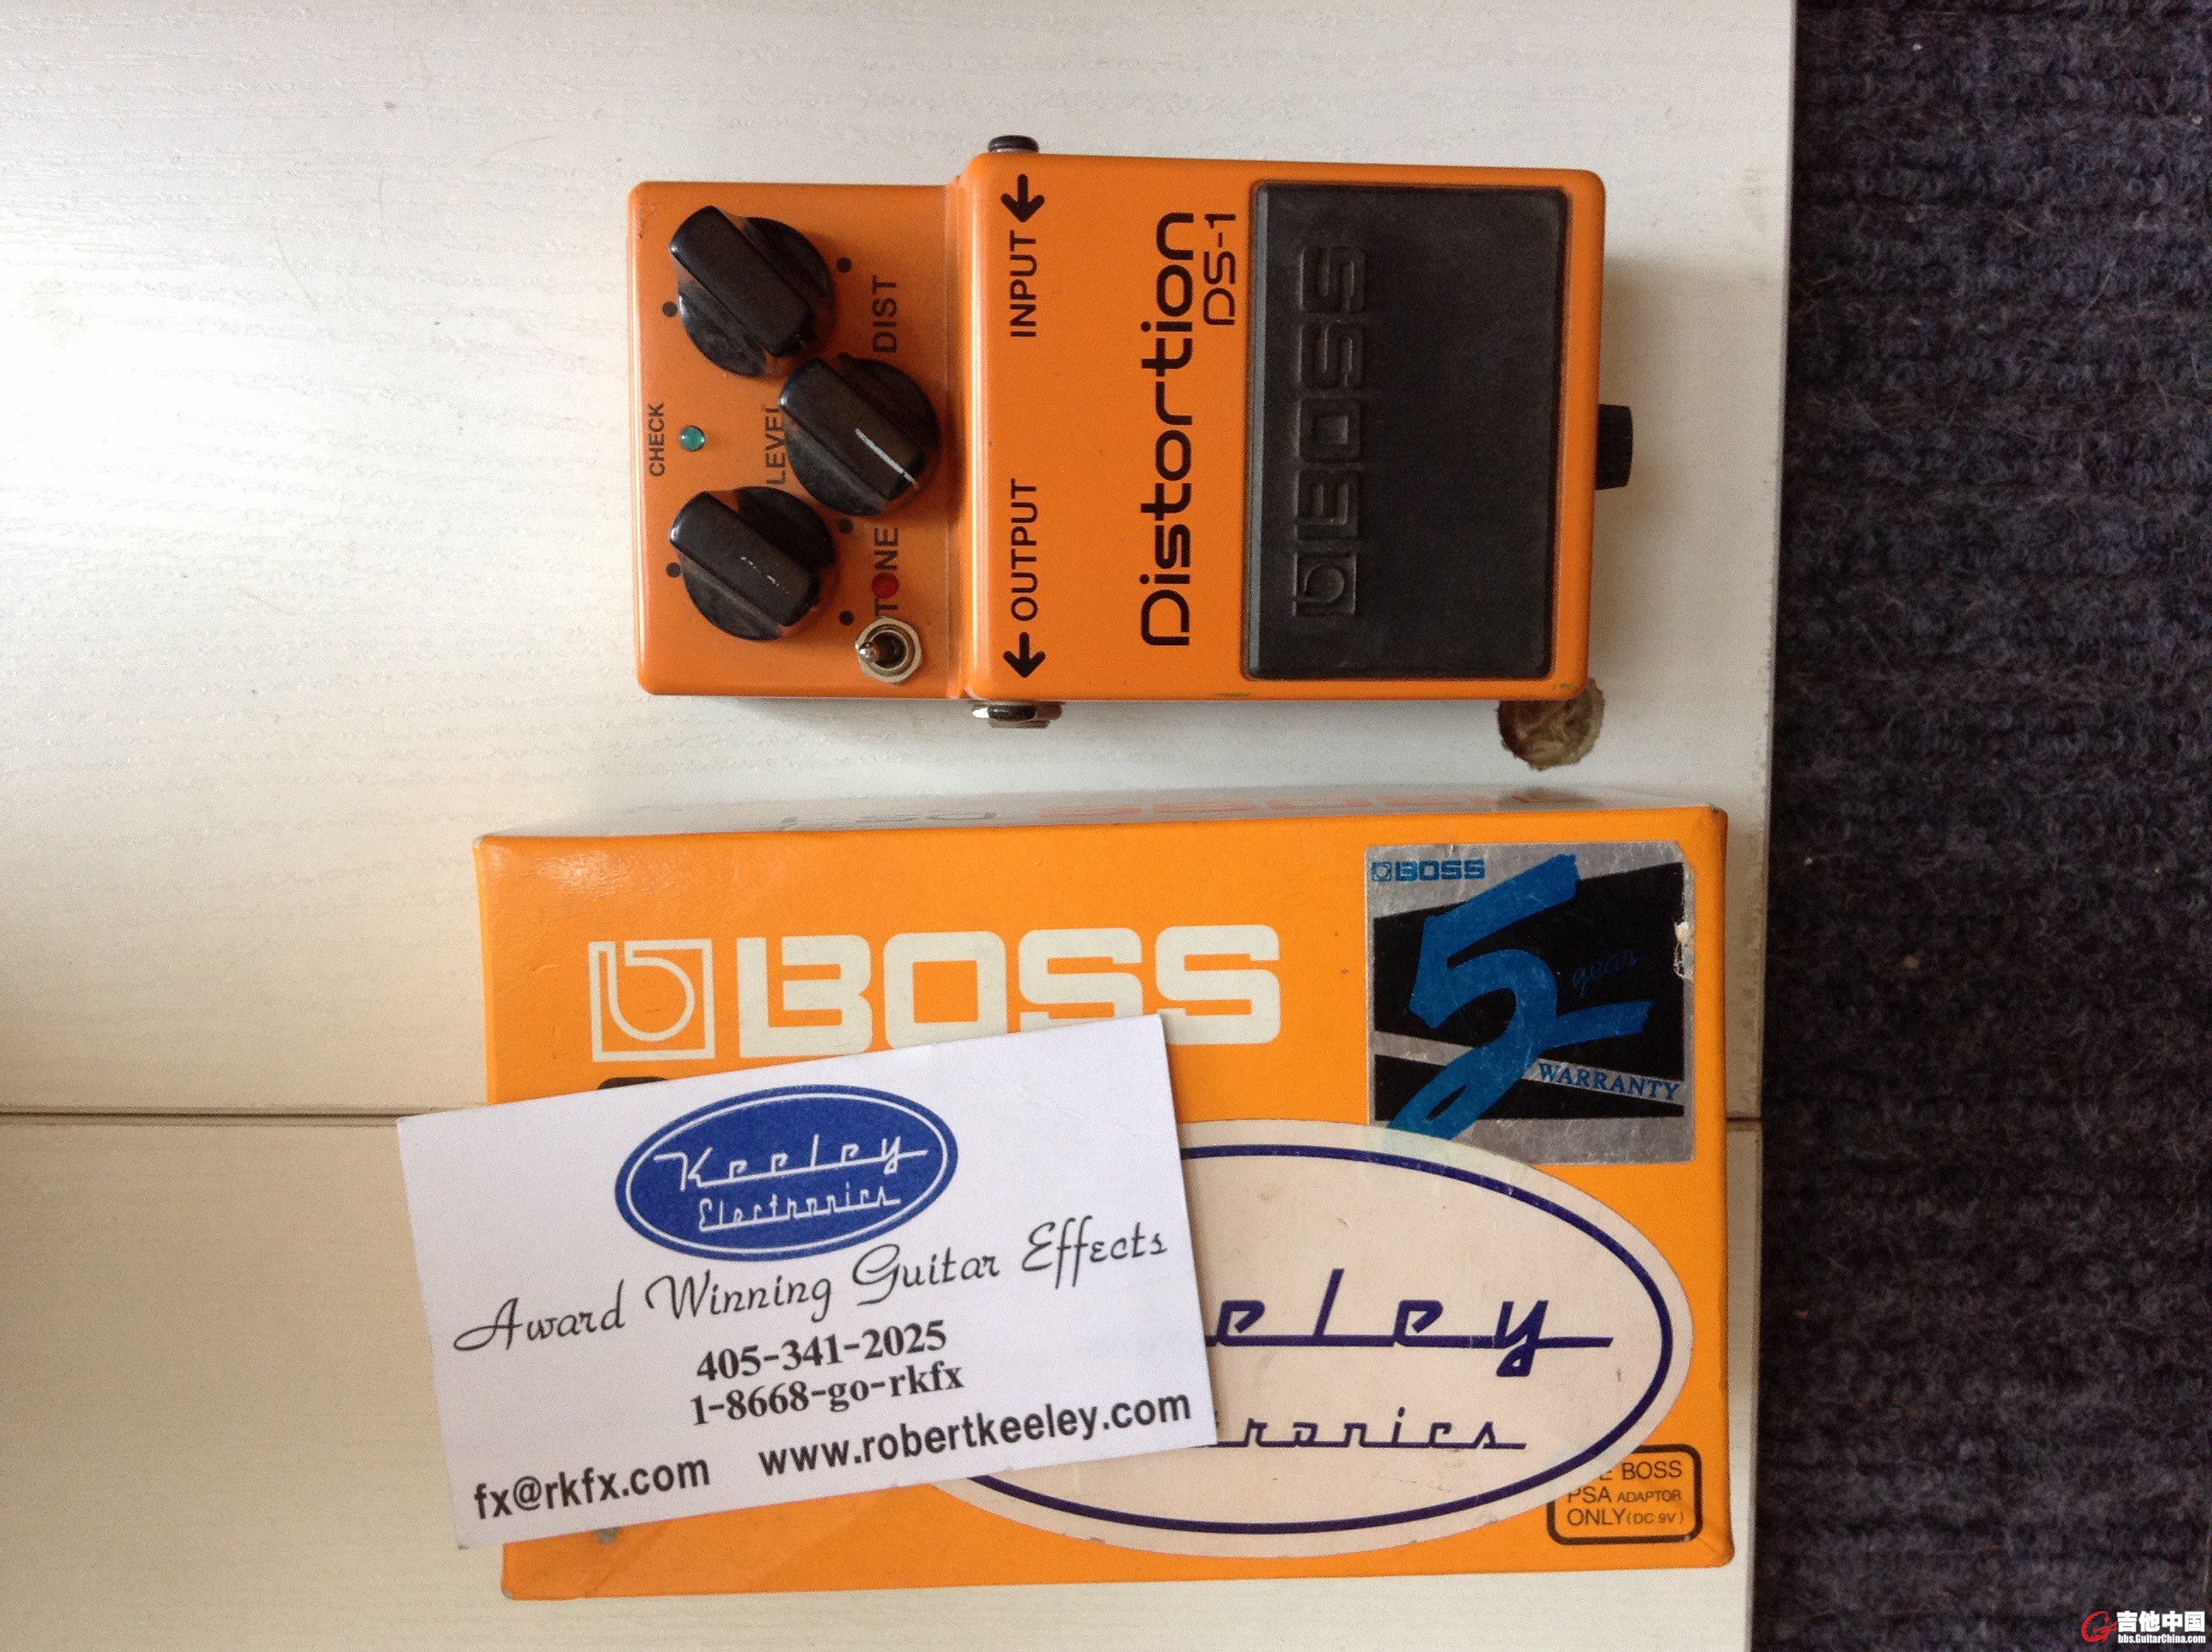 CHECK
DIST
LEVEL
TONE
INPUT
OUTPUT
Distortion
DS-1
BOSS
BOSS
BOSS
5
year
WARRANTY
Keeley
Electronics
Award Winning Guitar Effects
405-341-2025
1-8668-go-rkfx
fx@rkfx.com www.robertkeeley.com
eley
ronics
BOSS
PSA ADAPTOR
ONLY (DC 9V)
吉他中国
bbs.GuitarChina.com